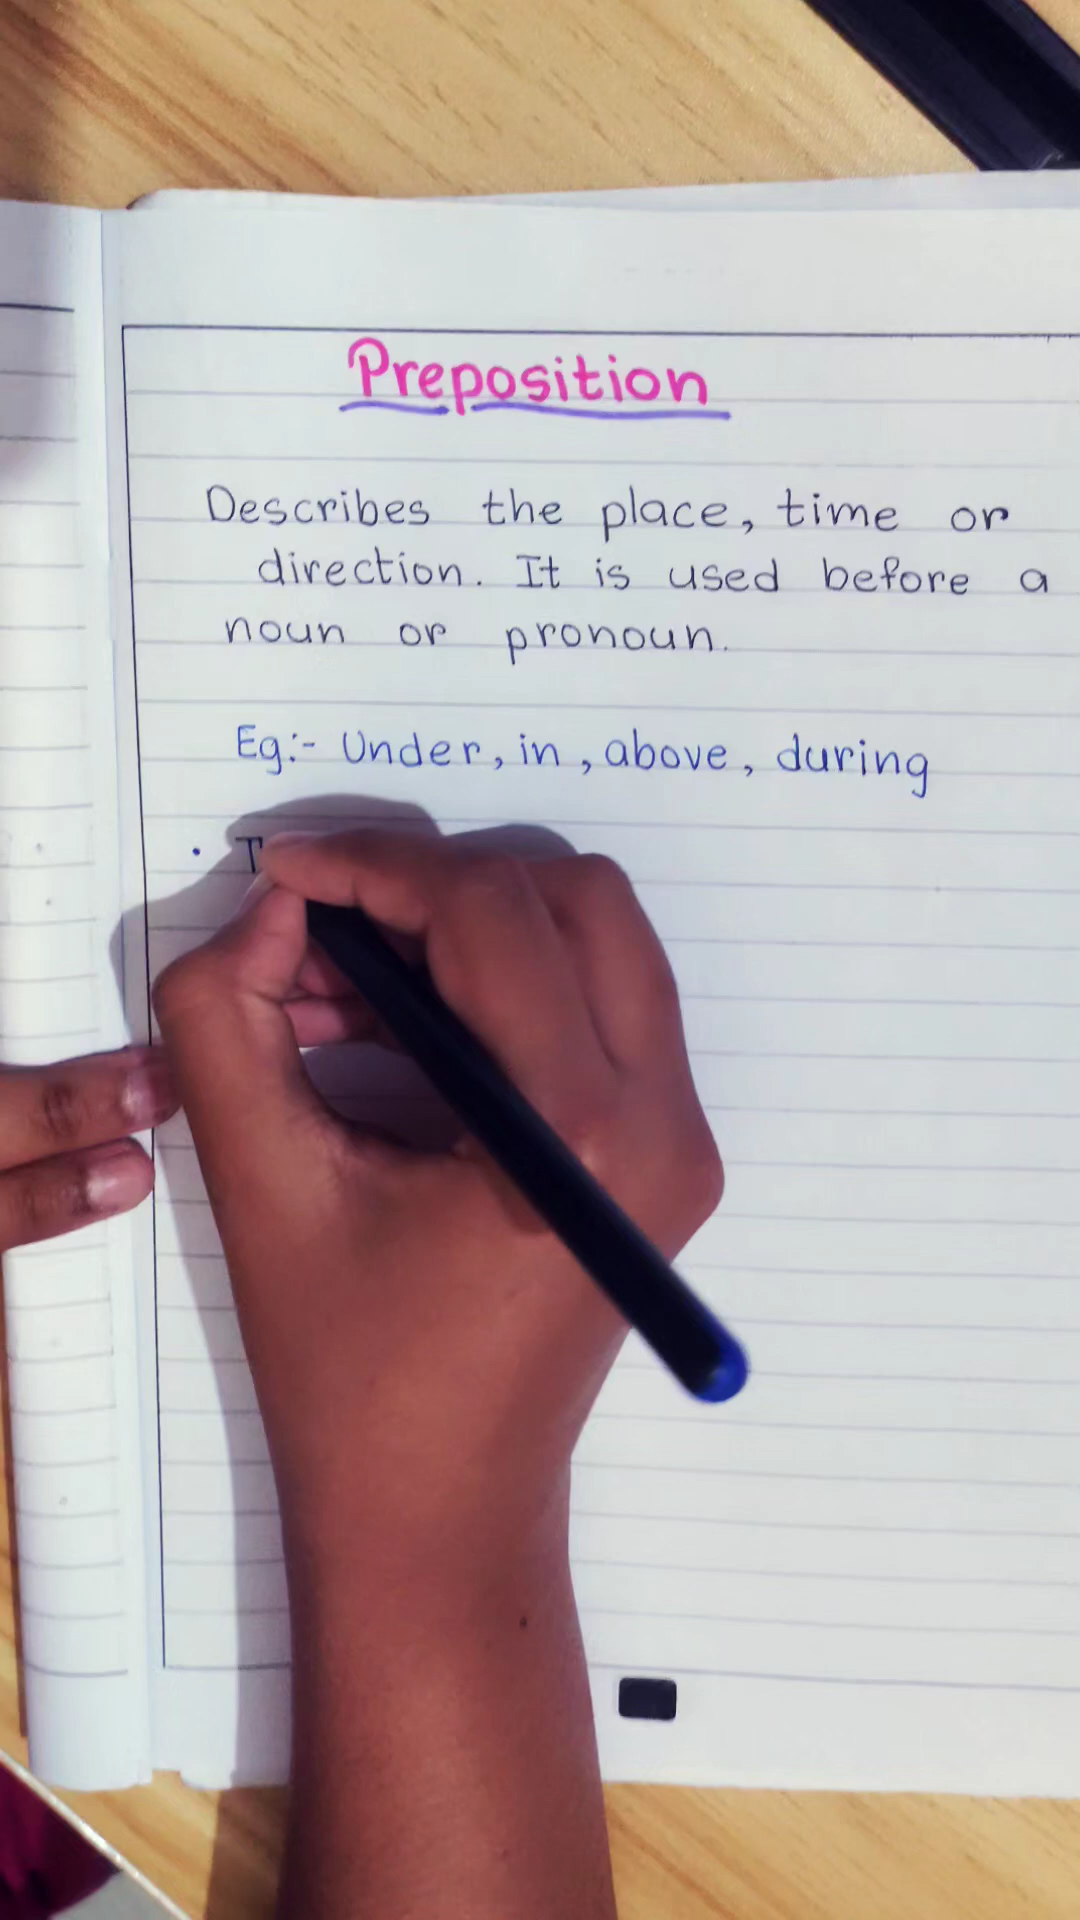 Preposition
Describes the place, time or
direction. It is used before a
noun or pronoun.
Eg:- Under, in, above, during
• T